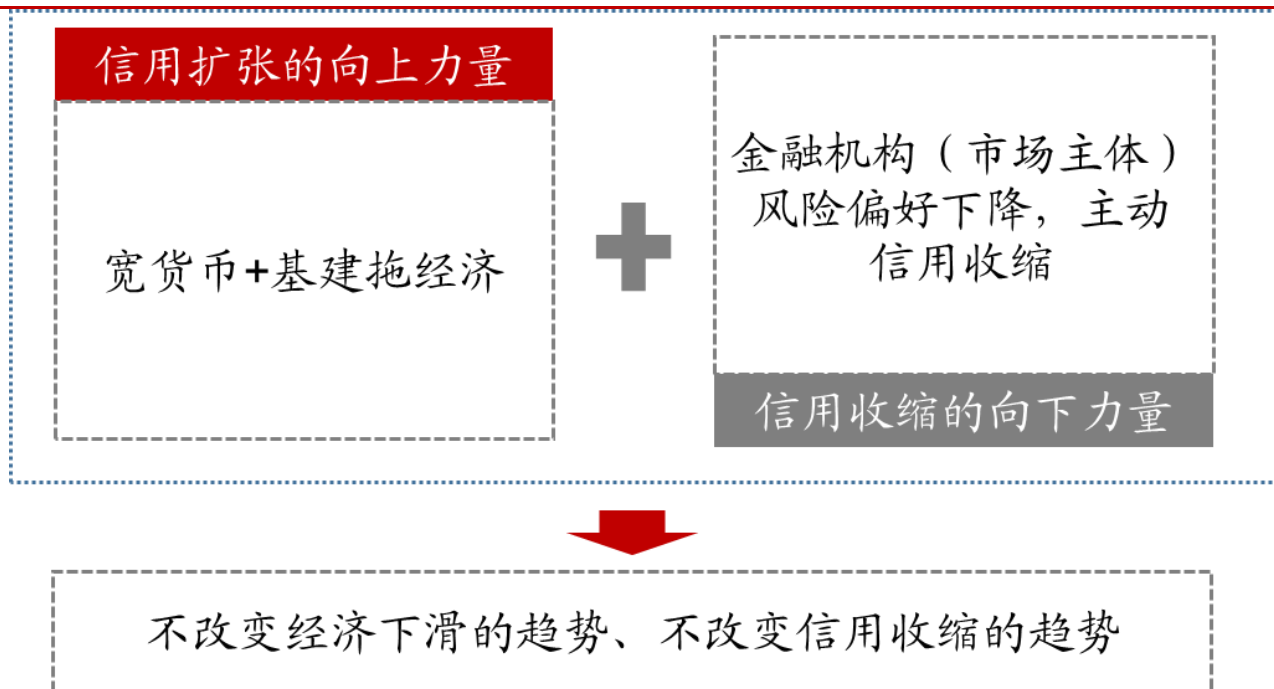 信用扩张的向上力量
宽货币+基建拖经济
金融机构（市场主体）
风险偏好下降，主动
信用收缩
信用收缩的向下力量
不改变经济下滑的趋势、不改变信用收缩的趋势